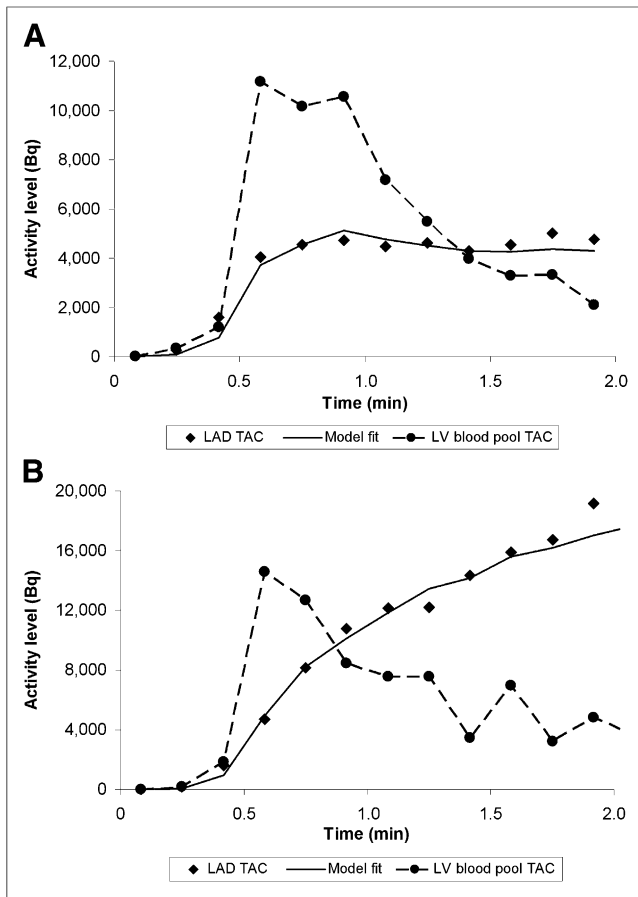 A
12,000
10,000
8,000
6,000
4,000
2,000
0
Activity level (Bq)
0 0.5 1.0 1.5 2.0
Time (min)
LAD TAC Model fit LV blood pool TAC
B
20,000
16,000
12,000
8,000
4,000
0
Activity level (Bq)
0.0 0.5 1.0 1.5 2.0
Time (min)
LAD TAC Model fit LV blood pool TAC